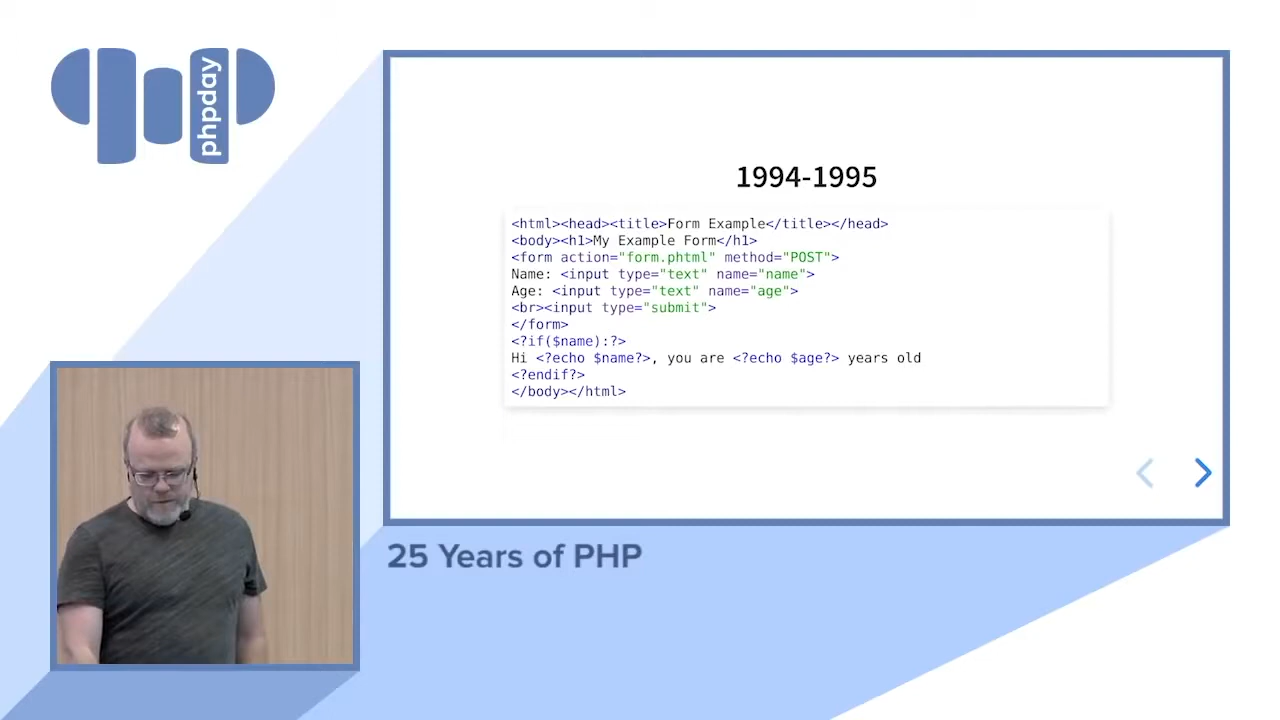 phpday
1994-1995
<html><head><title>Form Example</title></head>
<body><h1>My Example Form</h1>
<form action="form.phtml" method="POST">
Name: <input type="text" name="name">
Age: <input type="text" name="age">
<br><input type="submit">
</form>
<?if($name):?>
Hi <?echo $name?>, you are <?echo $age?> years old
<?endif?>
</body></html>
25 Years of PHP